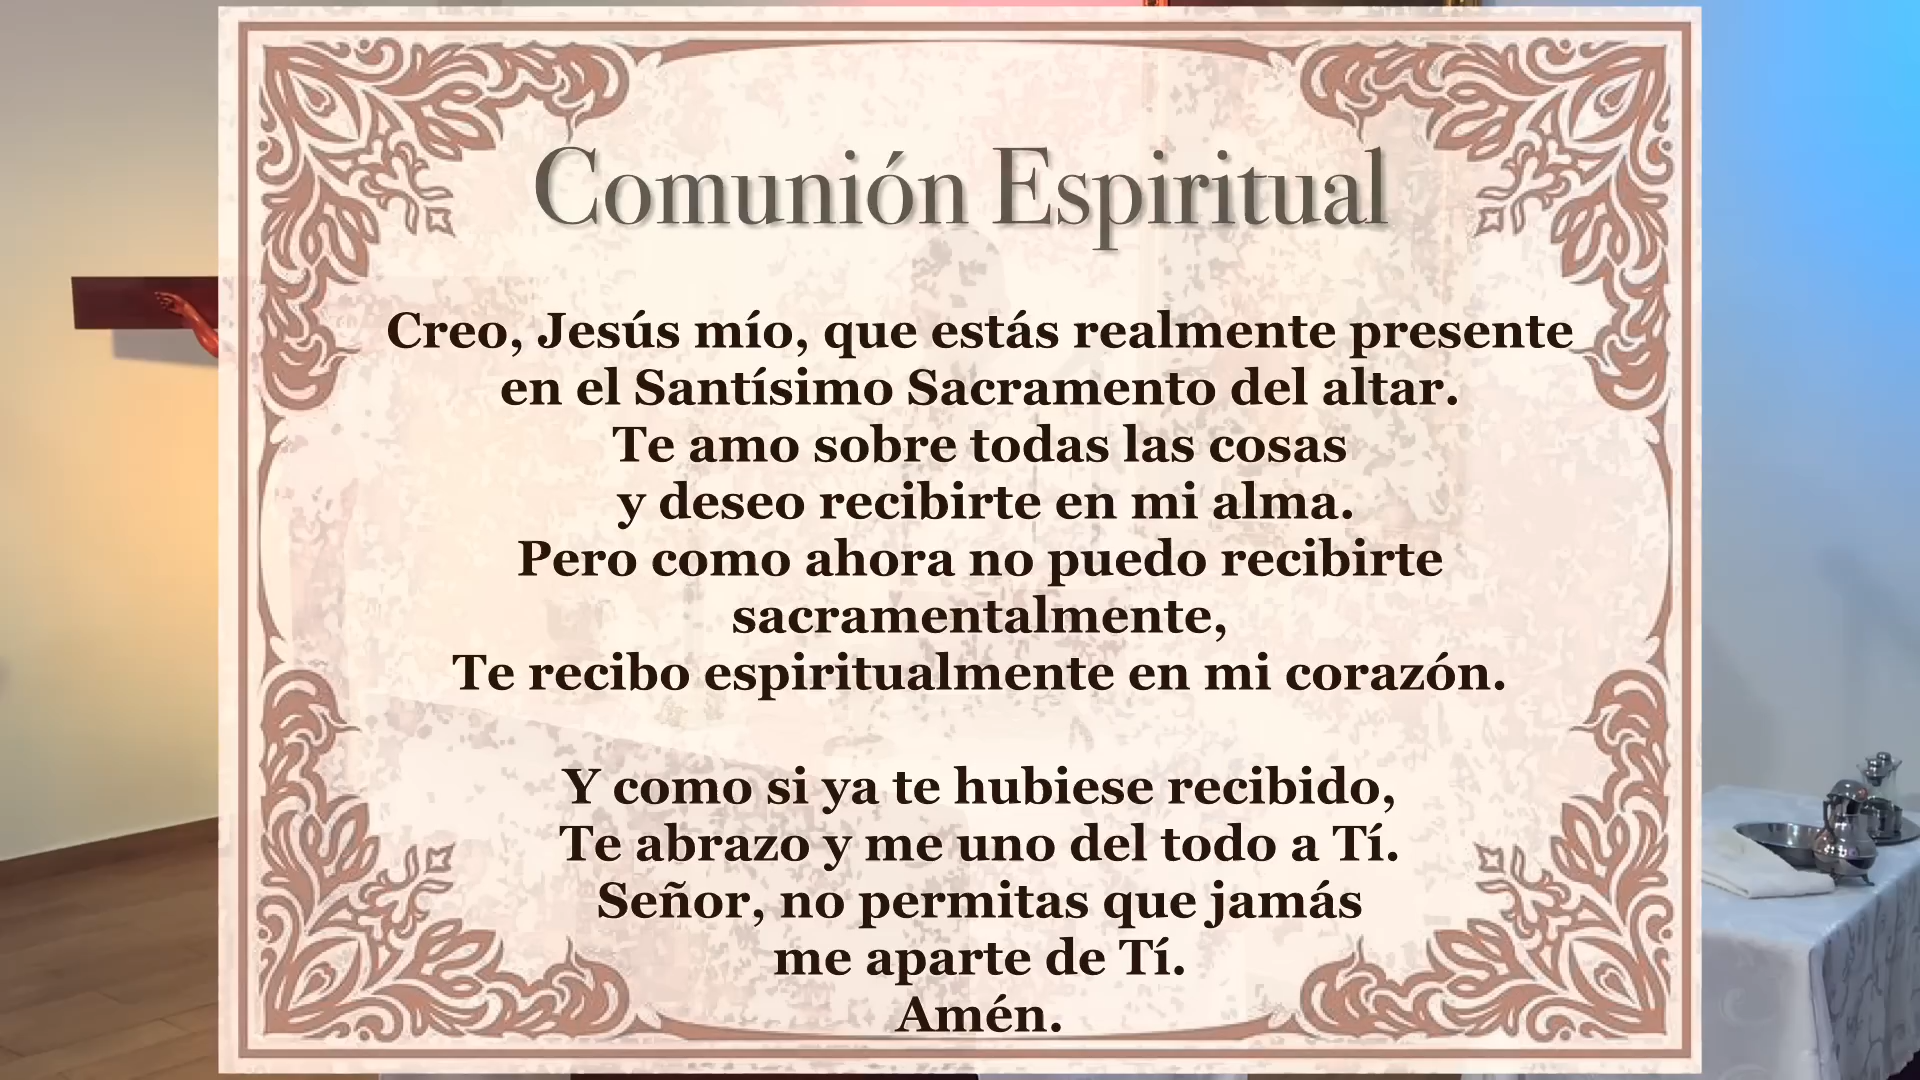 Comunión Espiritual
Creo, Jesús mío, que estás realmente presente
en el Santísimo Sacramento del altar.
Te amo sobre todas las cosas
y deseo recibirte en mi alma.
Pero como ahora no puedo recibirte
sacramentalmente,
Te recibo espiritualmente en mi corazón.
Y como si ya te hubiese recibido,
Te abrazo y me uno del todo a Tí.
Señor, no permitas que jamás
me aparte de Tí.
Amén.